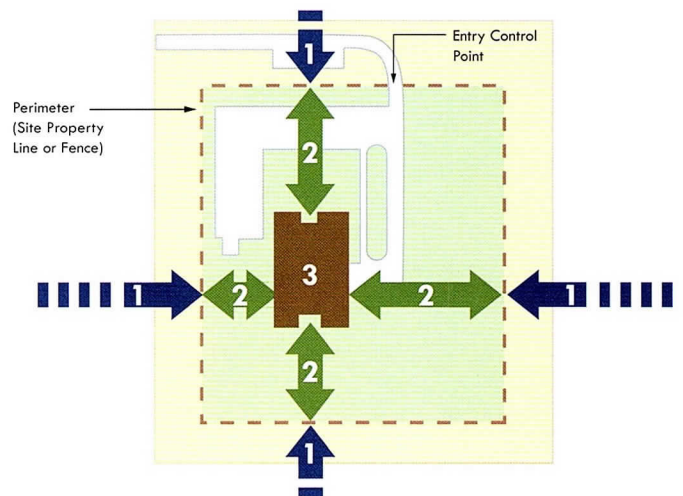 1
Entry Control
Point
Perimeter
(Site Property
Line or Fence)
2
3
1
2
2
1
2
1